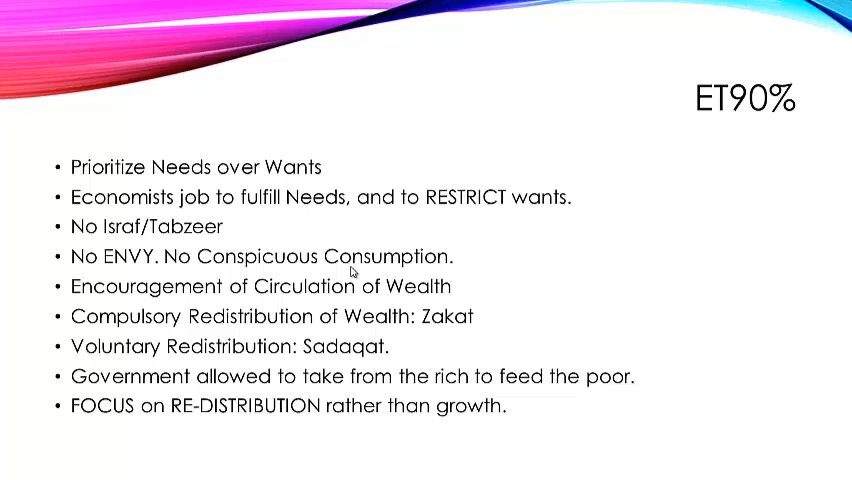 ET90%
• Prioritize Needs over Wants
• Economists job to fulfill Needs, and to RESTRICT wants.
• No Israf/Tabzeer
• No ENVY. No Conspicuous Consumption.
• Encouragement of Circulation of Wealth
• Compulsory Redistribution of Wealth: Zakat
• Voluntary Redistribution: Sadaqat.
• Government allowed to take from the rich to feed the poor.
• FOCUS on RE-DISTRIBUTION rather than growth.